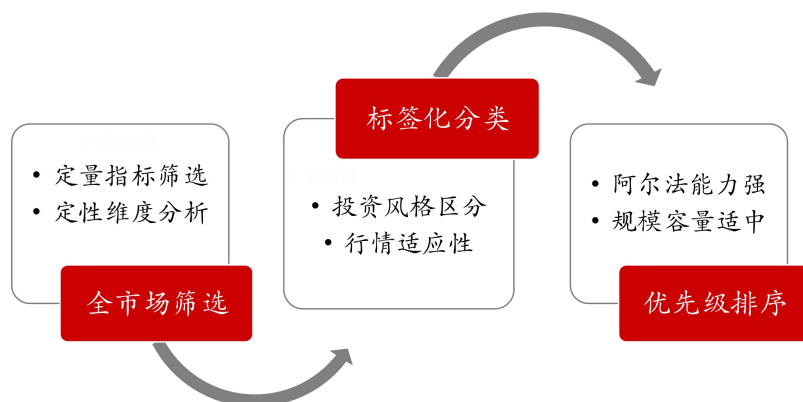 • 定量指标筛选
• 定性维度分析
全市场筛选
标签化分类
• 投资风格区分
• 行情适应性
• 阿尔法能力强
• 规模容量适中
优先级排序